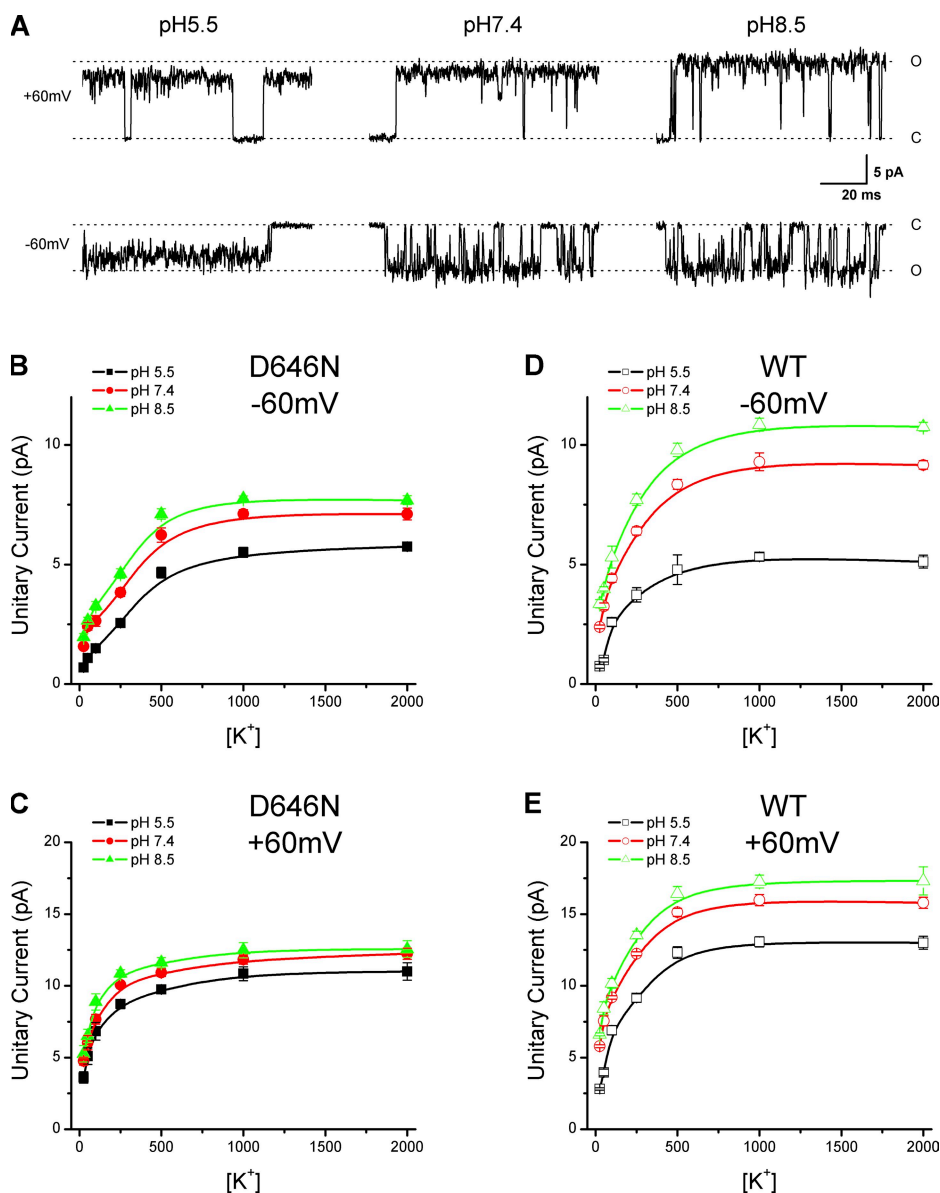 A
pH5.5
pH7.4
pH8.5
+60mV
O
C
5 pA
20 ms
-60mV
C
O
B
D646N
-60mV
pH 5.5
pH 7.4
pH 8.5
Unitary Current (pA)
10
5
0
0 500 1000 1500 2000
[K+]
D
WT
-60mV
pH 5.5
pH 7.4
pH 8.5
Unitary Current (pA)
10
5
0
0 500 1000 1500 2000
[K+]
C
D646N
+60mV
pH 5.5
pH 7.4
pH 8.5
Unitary Current (pA)
20
15
10
5
0
0 500 1000 1500 2000
[K+]
E
WT
+60mV
pH 5.5
pH 7.4
pH 8.5
Unitary Current (pA)
20
15
10
5
0
0 500 1000 1500 2000
[K+]